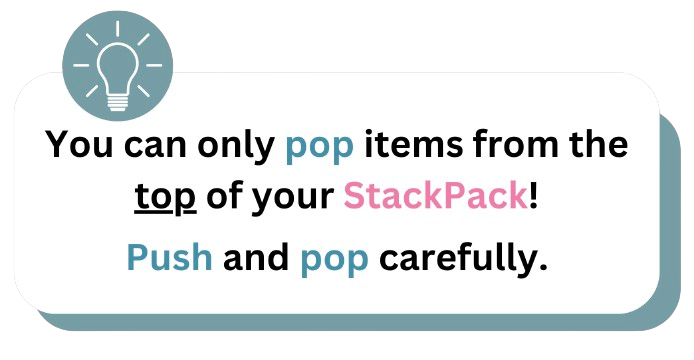 You can only pop items from the
top of your StackPack!
Push and pop carefully.